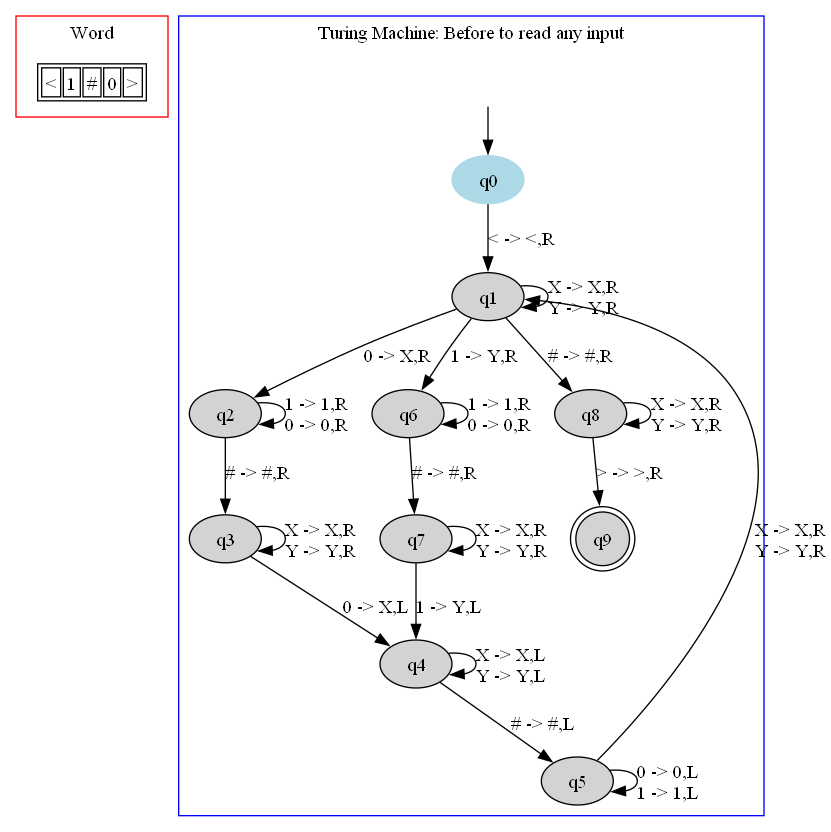 Word
< 1 # 0 >
Turing Machine: Before to read any input
q0
< -> <,R
q1
X -> X,R
Y -> Y,R
0 -> X,R
1 -> Y,R
# -> #,R
q2
1 -> 1,R
0 -> 0,R
q6
1 -> 1,R
0 -> 0,R
q8
X -> X,R
Y -> Y,R
# -> #,R
# -> #,R
> -> >,R
q3
X -> X,R
Y -> Y,R
q7
X -> X,R
Y -> Y,R
q9
X -> X,R
Y -> Y,R
0 -> X,L
1 -> Y,L
q4
X -> X,L
Y -> Y,L
# -> #,L
q5
0 -> 0,L
1 -> 1,L